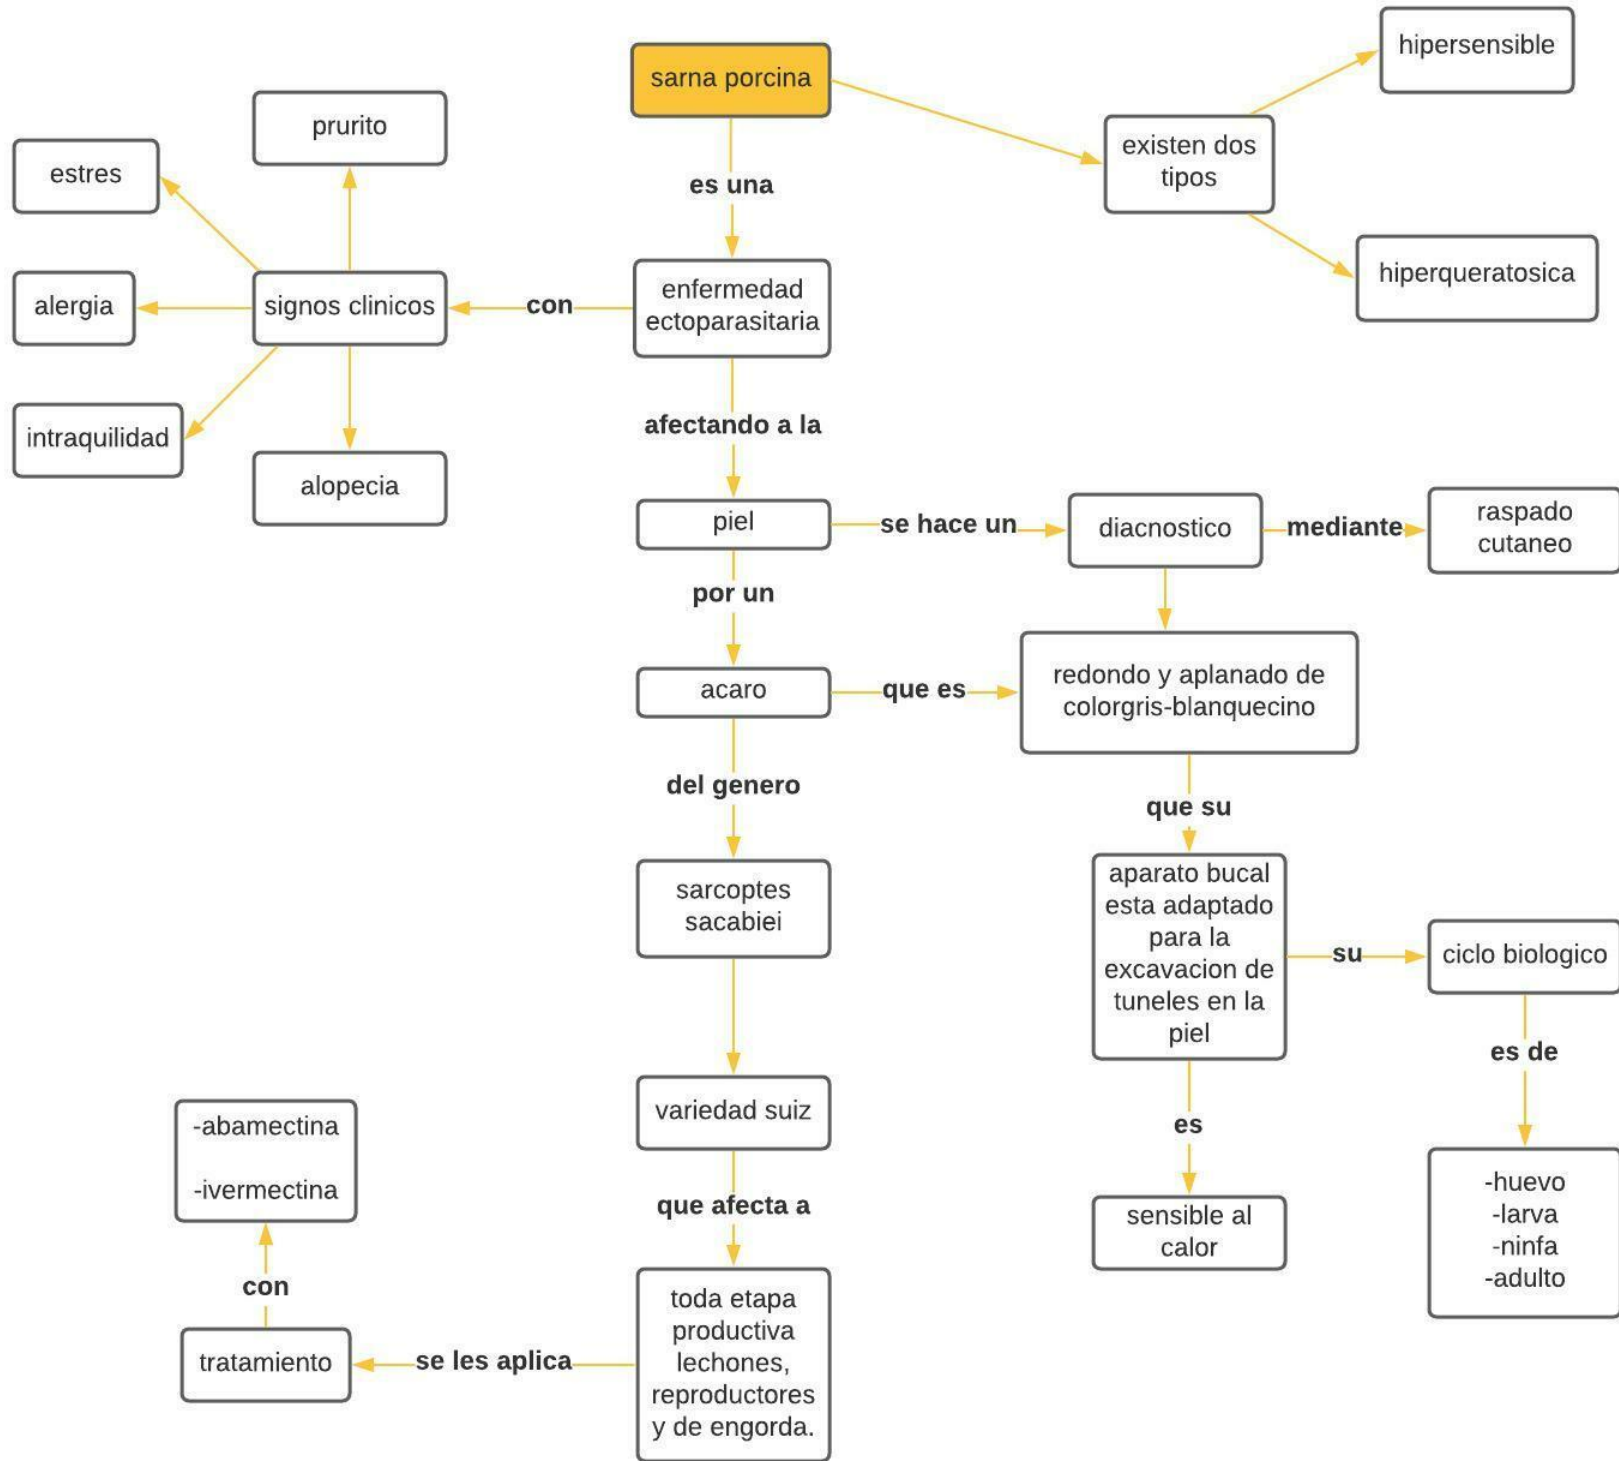 sarna porcina
hipersensible
existen dos
tipos
hiperqueratosica
es una
enfermedad
ectoparasitaria
con
signos clinicos
prurito
estres
alergia
intraquilidad
alopecia
afectando a la
piel
se hace un
diacnostico
mediante
raspado
cutaneo
por un
acaro
que es
redondo y aplanado de
colorgris-blanquecino
que su
aparato bucal
esta adaptado
para la
excavacion de
tuneles en la
piel
su
ciclo biologico
es de
-huevo
-larva
-ninfa
-adulto
es
sensible al
calor
del genero
sarcoptes
sacabiei
variedad suiz
que afecta a
toda etapa
productiva
lechones,
reproductores
y de engorda.
se les aplica
tratamiento
con
-abamectina
-ivermectina